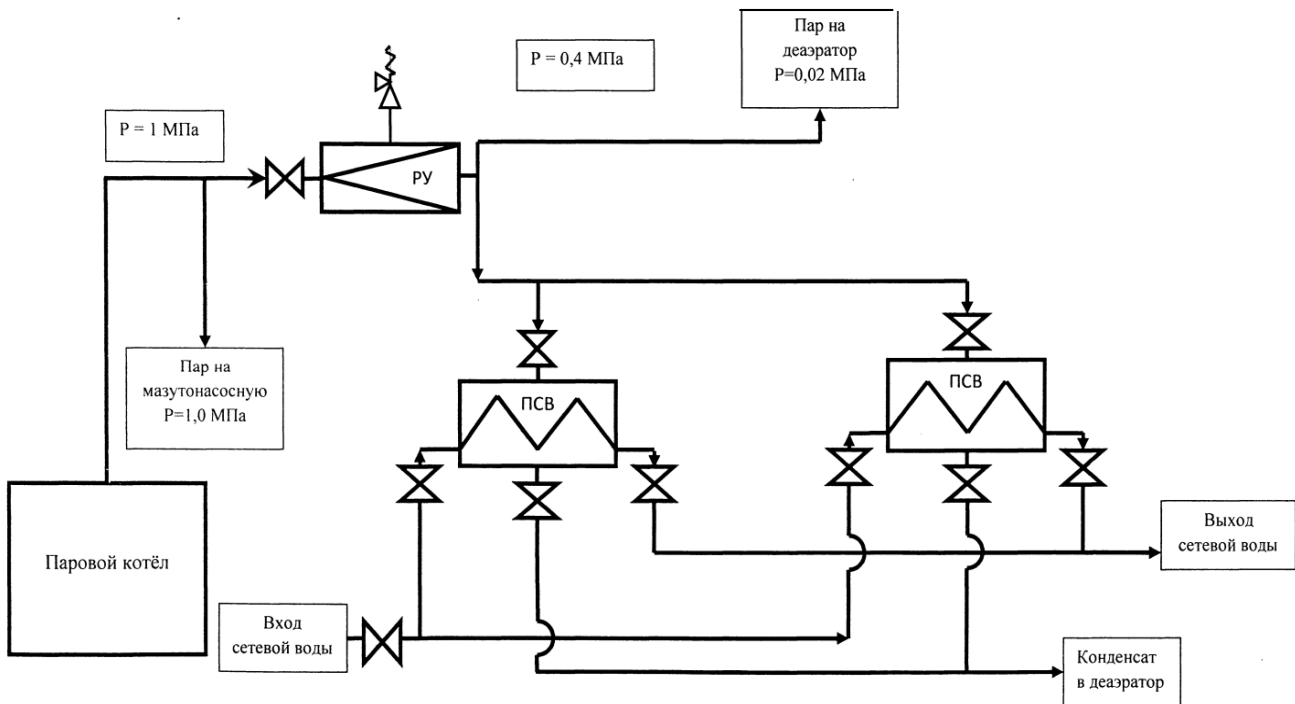 Пар на
деаэратор
Р=0,02 МПа
Р = 0,4 МПа
Р = 1 МПа
РУ
Пар на
мазутонасосную
Р=1,0 МПа
ПСВ
ПСВ
Паровой котёл
Выход
сетевой воды
Вход
сетевой воды
Конденсат
в деаэратор